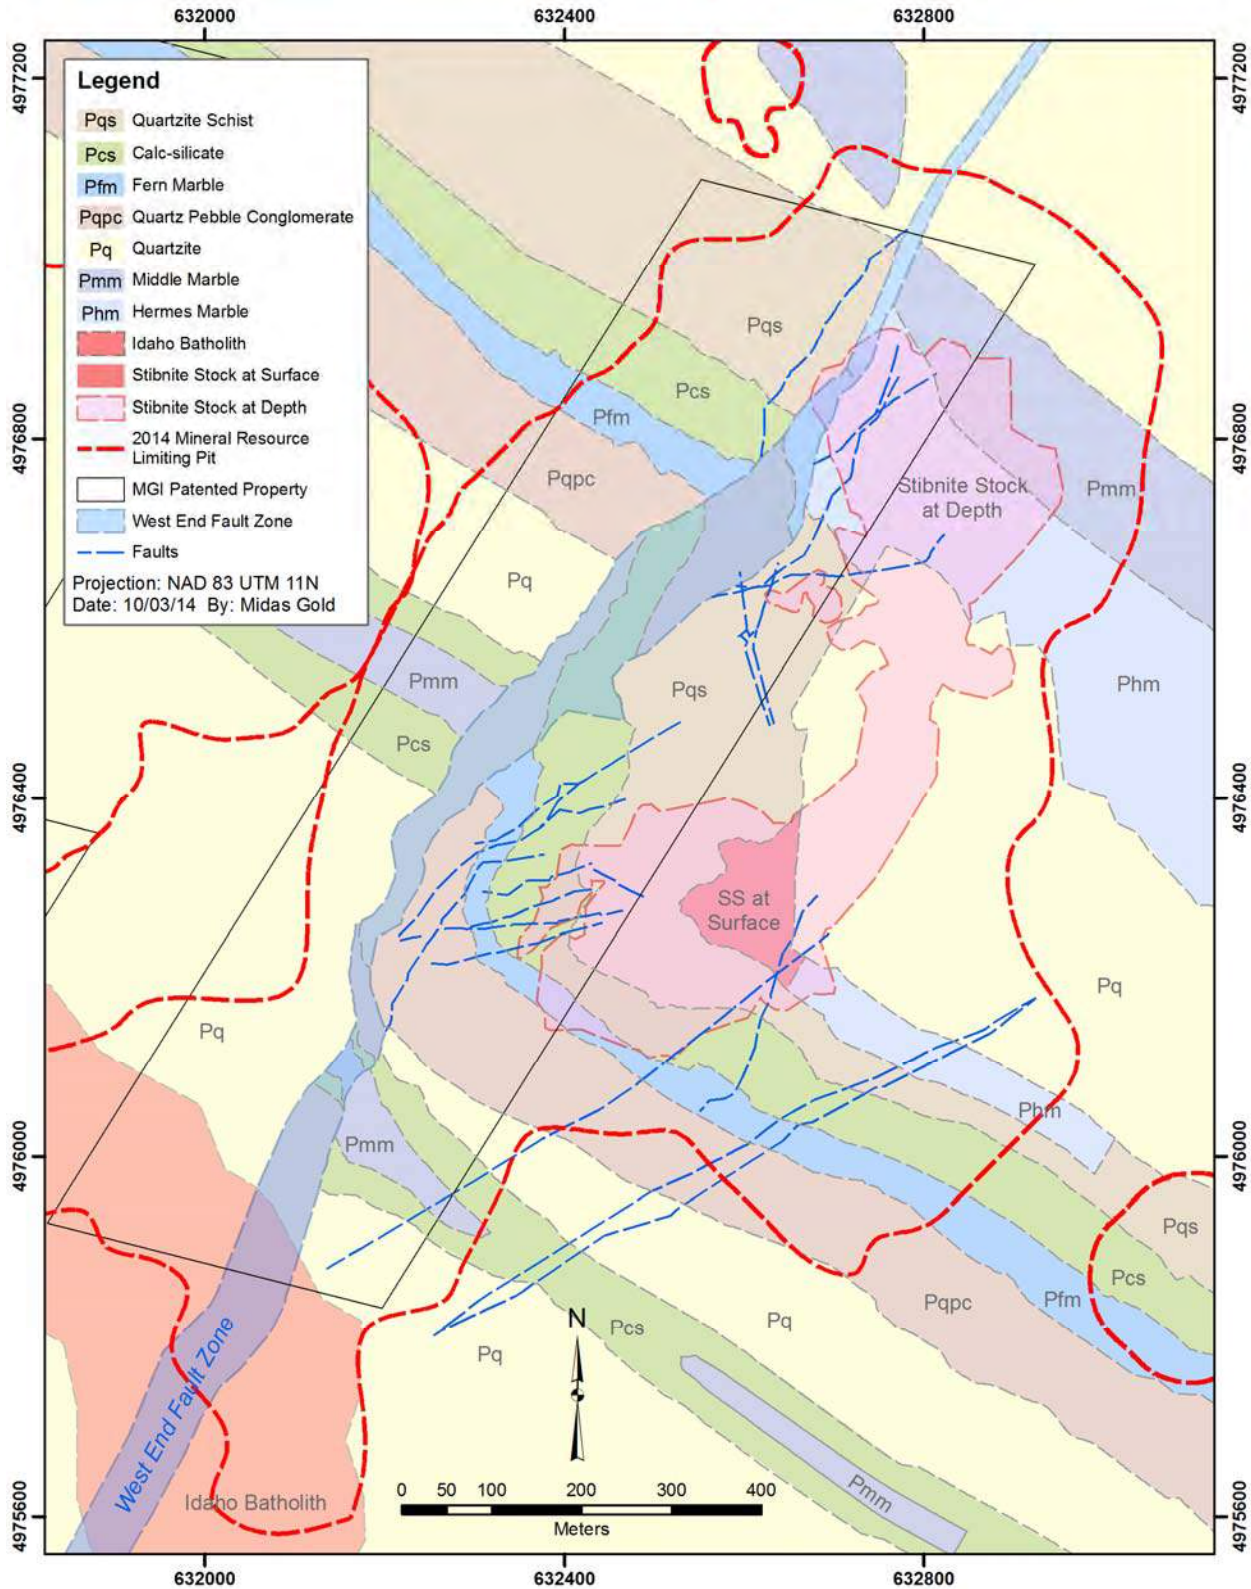 632000 632400 632800
4977200 4977200
Legend
Pqs Quartzite Schist
Pcs Calc-silicate
Pfm Fern Marble
Pqpc Quartz Pebble Conglomerate
Pq Quartzite
Pmm Middle Marble
Phm Hermes Marble
Idaho Batholith
Stibnite Stock at Surface
Stibnite Stock at Depth
2014 Mineral Resource
Limiting Pit
MGI Patented Property
West End Fault Zone
Faults
Projection: NAD 83 UTM 11N
Date: 10/03/14 By: Midas Gold
Pqs
Pcs
Pfm
4976800 4976800
Pqpc
Stibnite Stock
at Depth
Pmm
Pq
Pmm
Pqs
Phm
Pcs
4976400 4976400
SS at
Surface
Pq
Pq
Phm
Pmm
4976000 4976000
Pqs
Pcs
Pfm
Pqpc
Pq
Pcs
Pq
N
West End Fault Zone
Pmm
Idaho Batholith
0 50 100 200 300 400
Meters
4975600 4975600
632000 632400 632800